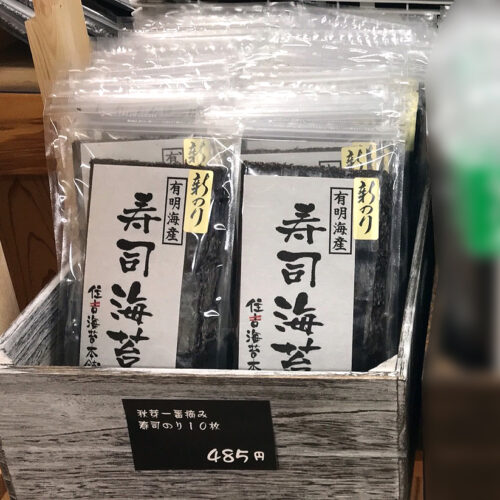 新のり
有明海産
寿司海苔
住吉海苔本舗
新のり
有明海産
寿司海苔
住吉海苔本
秋芽一番摘み
寿司のり10枚
485円